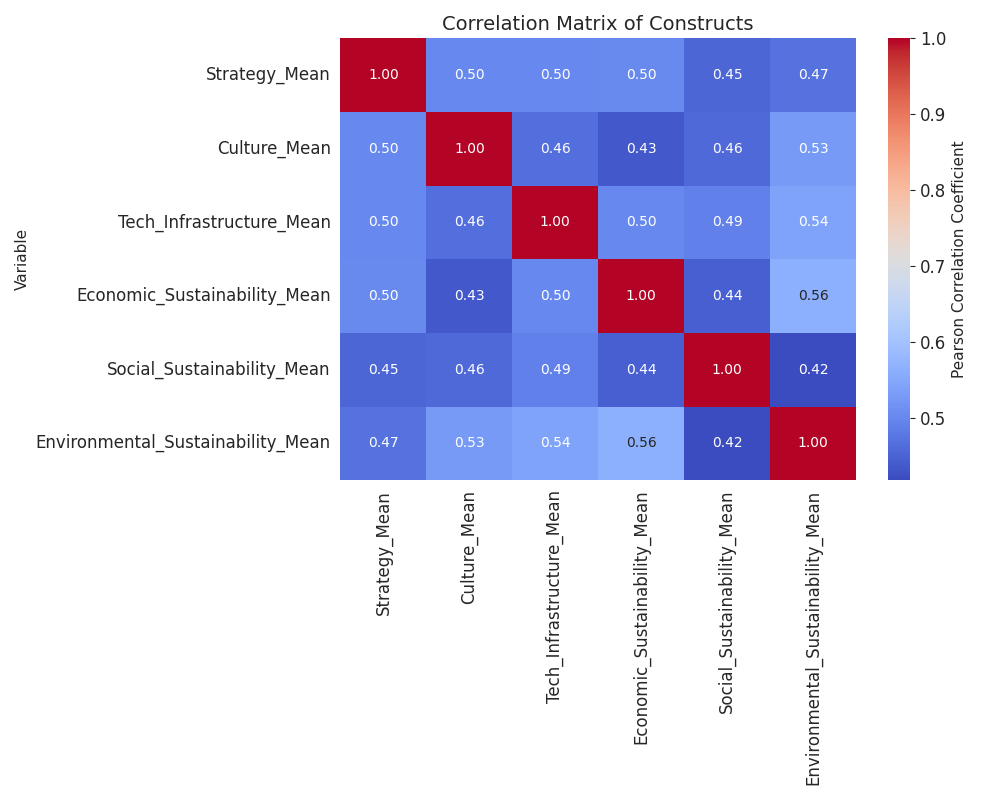 Correlation Matrix of Constructs
Variable
Strategy_Mean 1.00 0.50 0.50 0.50 0.45 0.47
Culture_Mean 0.50 1.00 0.46 0.43 0.46 0.53
Tech_Infrastructure_Mean 0.50 0.46 1.00 0.50 0.49 0.54
Economic_Sustainability_Mean 0.50 0.43 0.50 1.00 0.44 0.56
Social_Sustainability_Mean 0.45 0.46 0.49 0.44 1.00 0.42
Environmental_Sustainability_Mean 0.47 0.53 0.54 0.56 0.42 1.00
Strategy_Mean
Culture_Mean
Tech_Infrastructure_Mean
Economic_Sustainability_Mean
Social_Sustainability_Mean
Environmental_Sustainability_Mean
1.0
0.9
0.8
0.7
0.6
0.5
Pearson Correlation Coefficient